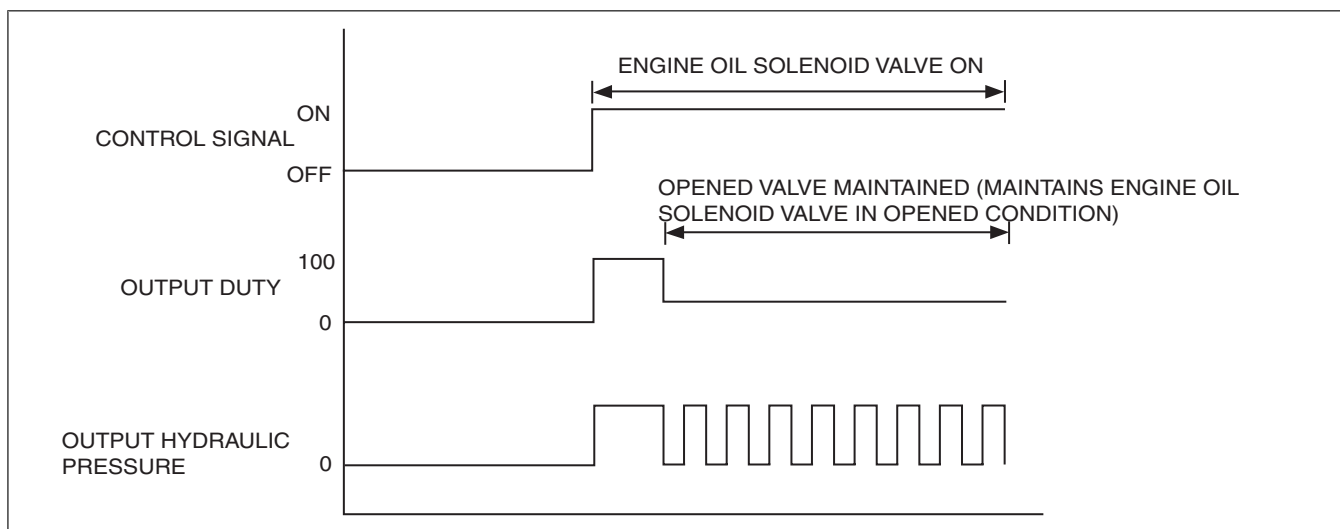 ENGINE OIL SOLENOID VALVE ON
ON
CONTROL SIGNAL
OFF
OPENED VALVE MAINTAINED (MAINTAINS ENGINE OIL
SOLENOID VALVE IN OPENED CONDITION)
100
OUTPUT DUTY
0
OUTPUT HYDRAULIC
PRESSURE
0